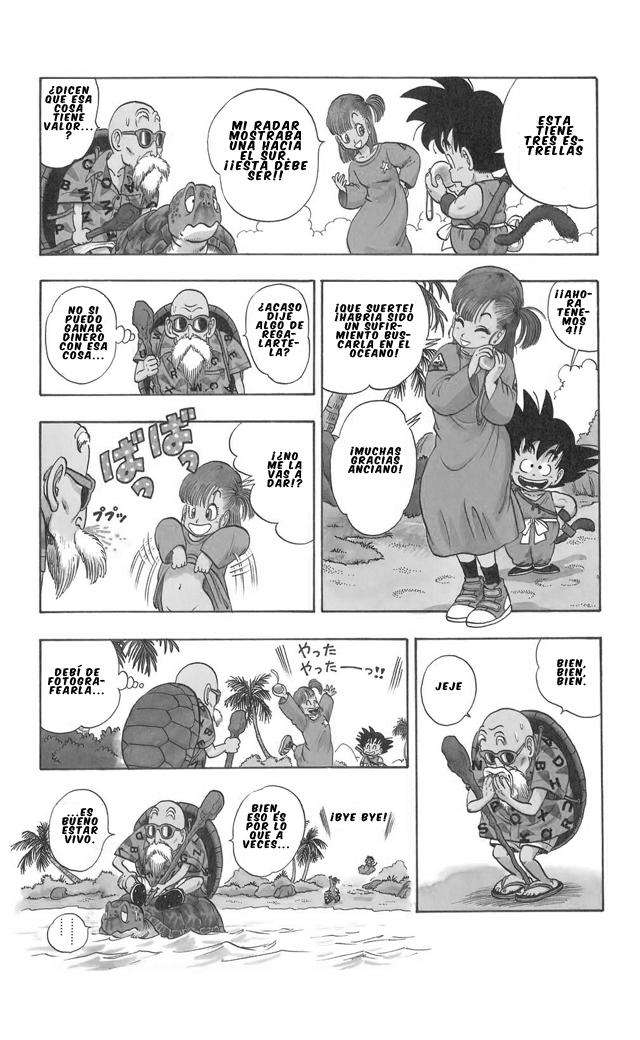 ESTA
TIENE
TRES ES-
TRELLAS
MI RADAR
MOSTRABA
UNA HACIA
EL SUR.
¡¡ESTA DEBE
SER!!
¿DICEN
QUE ESA
COSA
TIENE
VALOR...
?
¡¡AHO-
RA
TENE-
MOS
4!!
¡QUE SUERTE!
¡HABRIA SIDO
UN SUFIR-
MIENTO BUS-
CARLA EN EL
OCEANO!
¡MUCHAS
GRACIAS
ANCIANO!
¿ACASO
DIJE
ALGO DE
REGA-
LARTE-
LA?
NO SI
PUEDO
GANAR
DINERO
CON ESA
COSA...
¿¡NO
ME LA
VAS A
DAR!?
ばっ
ばっ
ププッ
BIEN,
BIEN,
BIEN.
JEJE
やった
やったーっ!!
DEBÍ DE
FOTOGRA-
FEARLA...
¡BYE BYE!
BIEN,
ESO ES
POR LO
QUE A
VECES...
...ES
BUENO
ESTAR
VIVO.